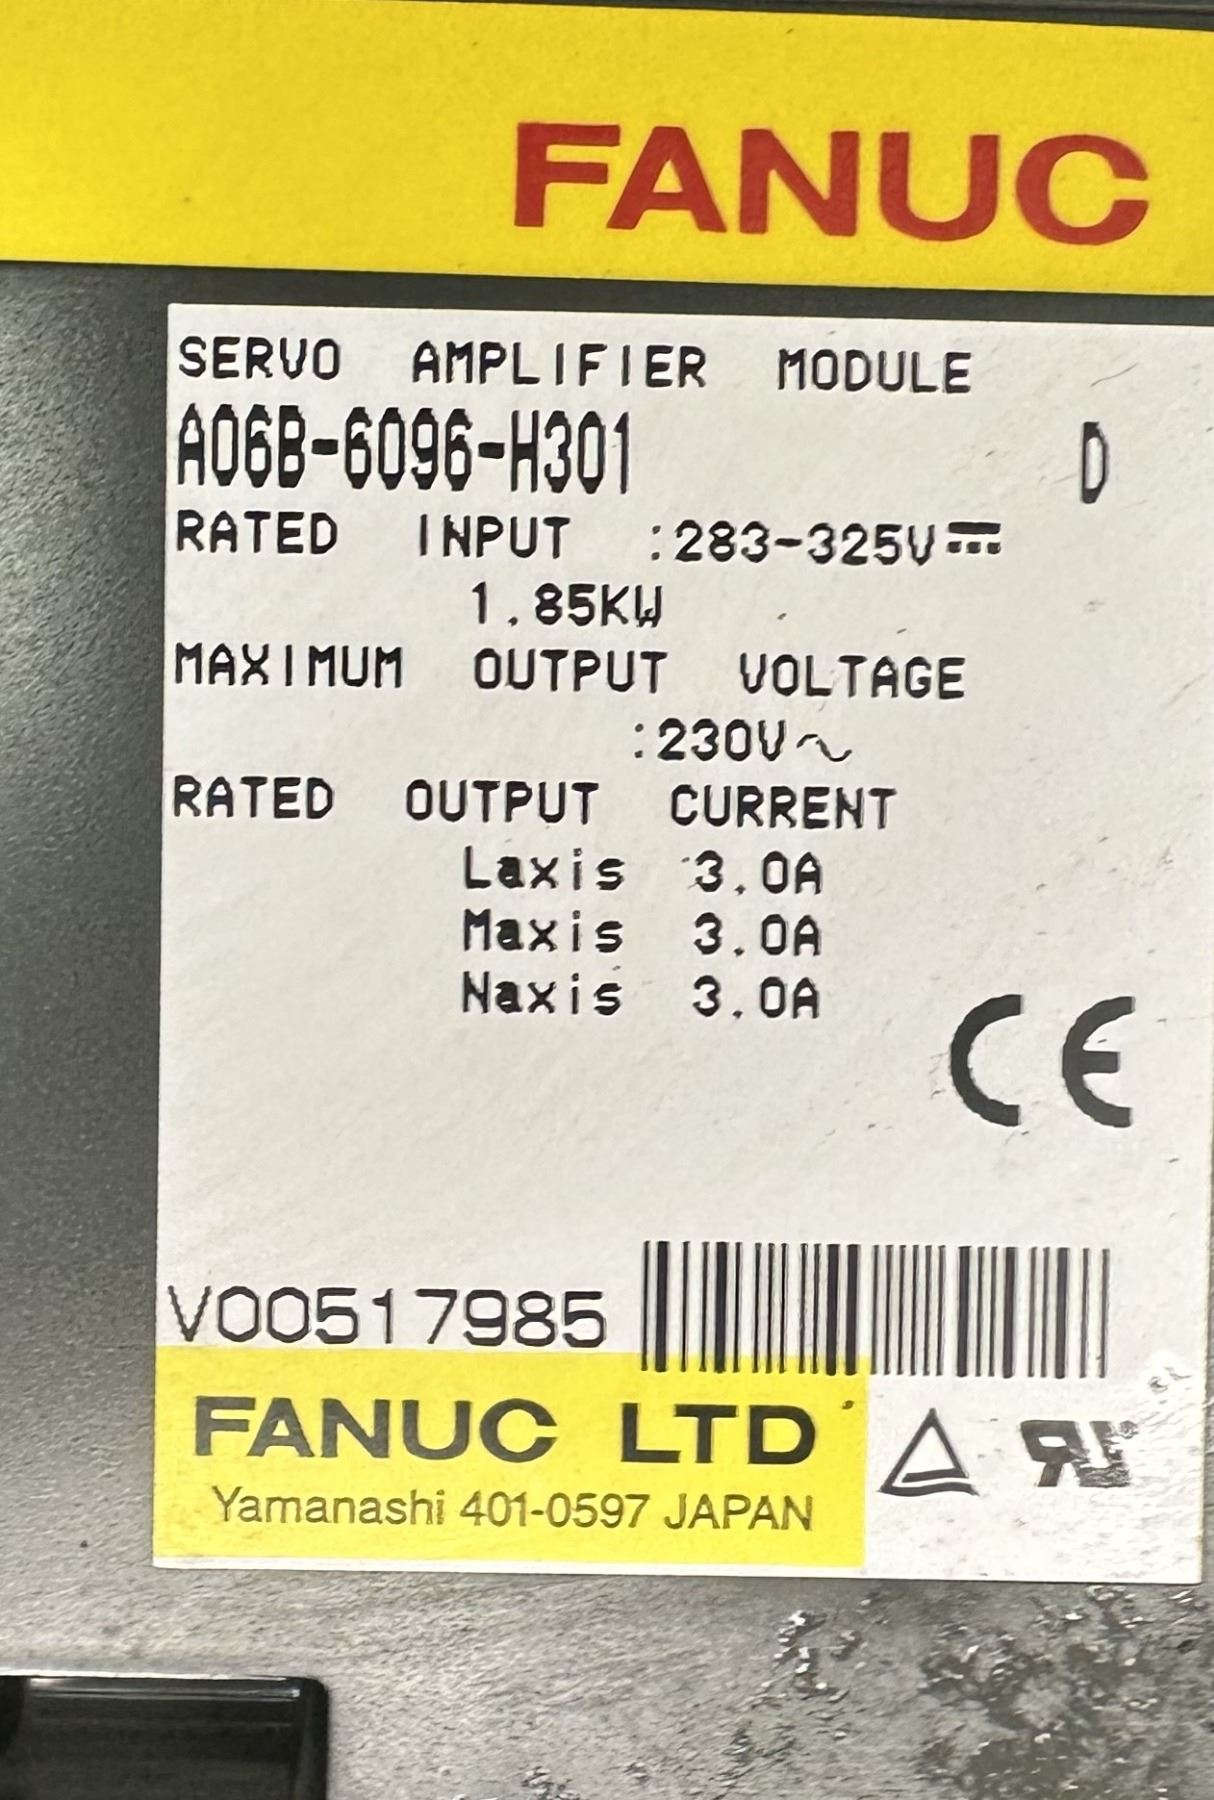 FANUC
SERVO AMPLIFIER MODULE
A06B-6096-H301 D
RATED INPUT :283-325V⎓
1.85KW
MAXIMUM OUTPUT VOLTAGE
:230V～
RATED OUTPUT CURRENT
Laxis 3.0A
Maxis 3.0A
Naxis 3.0A
CE
V00517985
FANUC LTD
Yamanashi 401-0597 JAPAN